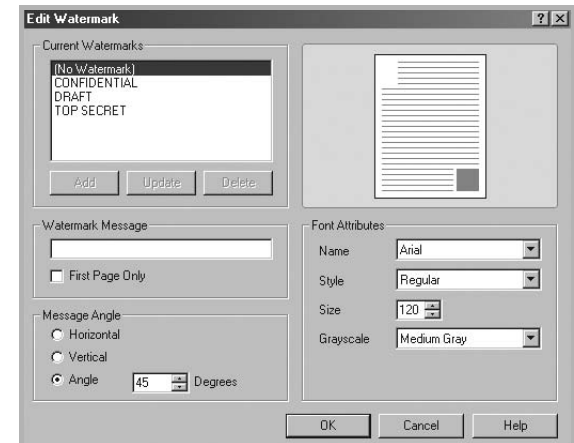 Edit Watermark
Current Watermarks
(No Watermark)
CONFIDENTIAL
DRAFT
TOP SECRET
Add Update Delete
Watermark Message
First Page Only
Message Angle
Horizontal
Vertical
Angle 45 Degrees
Font Attributes
Name Arial
Style Regular
Size 120
Grayscale Medium Gray
OK Cancel Help